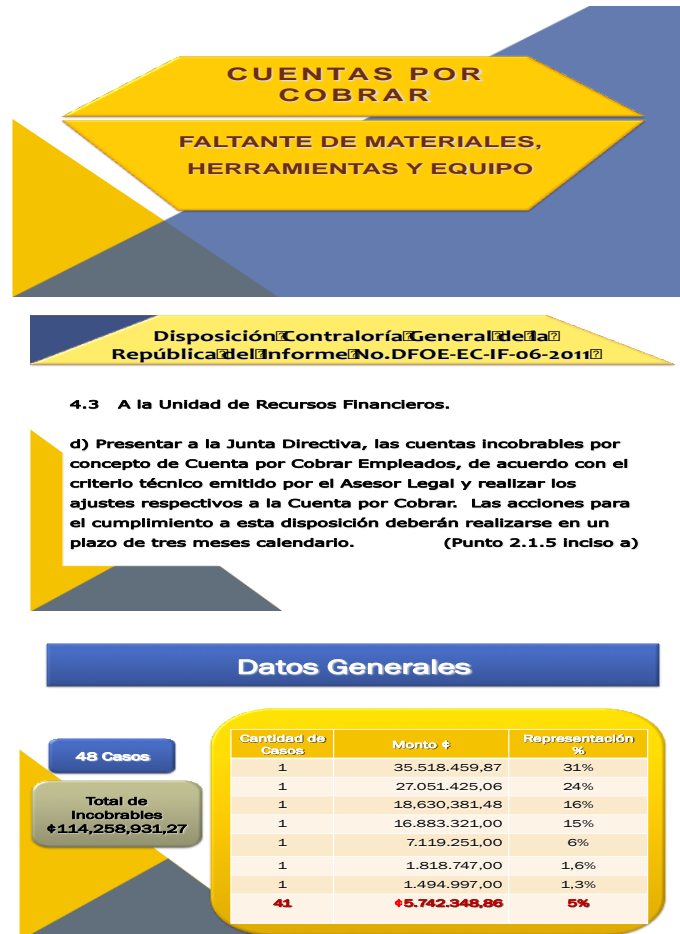 CUENTAS POR
COBRAR
FALTANTE DE MATERIALES,
HERRAMIENTAS Y EQUIPO
Disposición Contraloría General de la
República del Informe No.DFOE-EC-IF-06-2011
4.3 A la Unidad de Recursos Financieros.
d) Presentar a la Junta Directiva, las cuentas incobrables por
concepto de Cuenta por Cobrar Empleados, de acuerdo con el
criterio técnico emitido por el Asesor Legal y realizar los
ajustes respectivos a la Cuenta por Cobrar. Las acciones para
el cumplimiento a esta disposición deberán realizarse en un
plazo de tres meses calendario. (Punto 2.1.5 inciso a)
Datos Generales
48 Casos
Total de
Incobrables
¢114,258,931,27
Cantidad de Casos Monto ¢ Representación %
1 35.518.459,87 31%
1 27.051.425,06 24%
1 18,630,381,48 16%
1 16.883.321,00 15%
1 7.119.251,00 6%
1 1.818.747,00 1,6%
1 1.494.997,00 1,3%
41 ¢5.742.348,86 5%